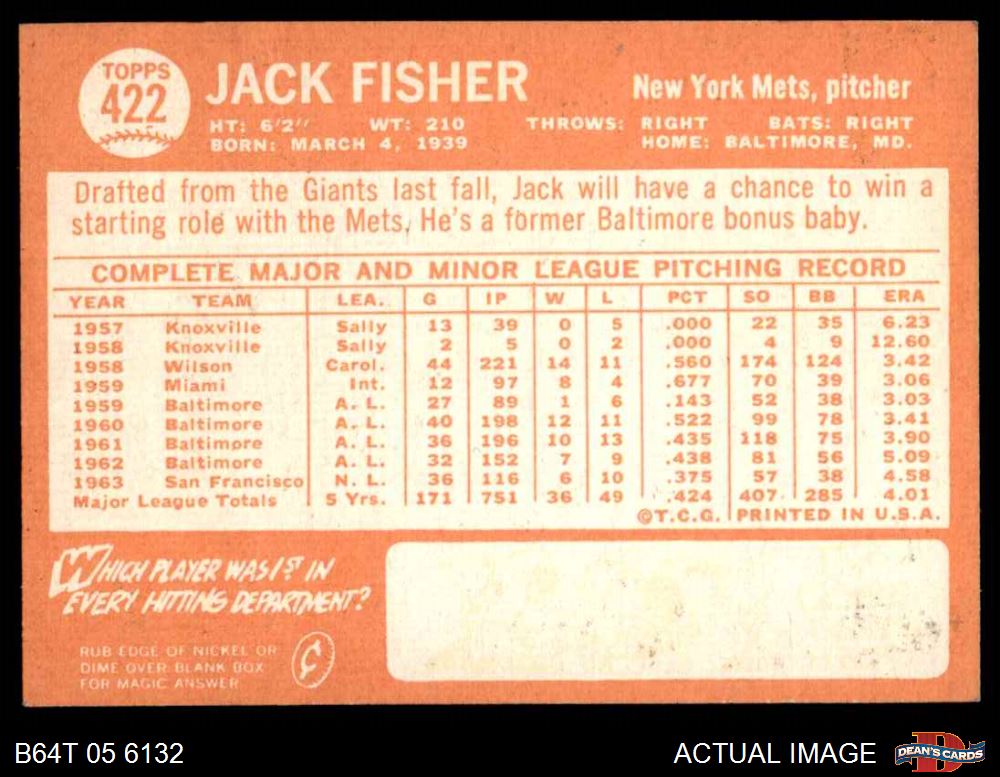 TOPPS
422
JACK FISHER
New York Mets, pitcher
HT: 6'2" WT: 210 THROWS: RIGHT BATS: RIGHT
BORN: MARCH 4, 1939 HOME: BALTIMORE, MD.
Drafted from the Giants last fall, Jack will have a chance to win a
starting role with the Mets. He's a former Baltimore bonus baby.
COMPLETE MAJOR AND MINOR LEAGUE PITCHING RECORD
YEAR TEAM LEA. G IP W L PCT SO BB ERA
1957 Knoxville Sally 13 39 0 5 .000 22 35 6.23
1958 Knoxville Sally 2 5 0 2 .000 4 9 12.60
1958 Wilson Carol. 44 221 14 11 .560 174 124 3.42
1959 Miami Int. 12 97 8 4 .677 70 39 3.06
1959 Baltimore A. L. 27 89 1 6 .143 52 38 3.03
1960 Baltimore A. L. 40 198 12 11 .522 99 78 3.41
1961 Baltimore A. L. 36 196 10 13 .435 118 75 3.90
1962 Baltimore A. L. 32 152 7 9 .438 81 56 5.09
1963 San Francisco N. L. 36 116 6 10 .375 57 38 4.58
Major League Totals 5 Yrs. 171 751 36 49 .424 407 285 4.01
©T.C.G. PRINTED IN U.S.A.
WHICH PLAYER WAS 1ST IN
EVERY HITTING DEPARTMENT?
RUB EDGE OF NICKEL OR
DIME OVER BLANK BOX
FOR MAGIC ANSWER
¢
B64T 05 6132
ACTUAL IMAGE
D
DEAN'S CARDS